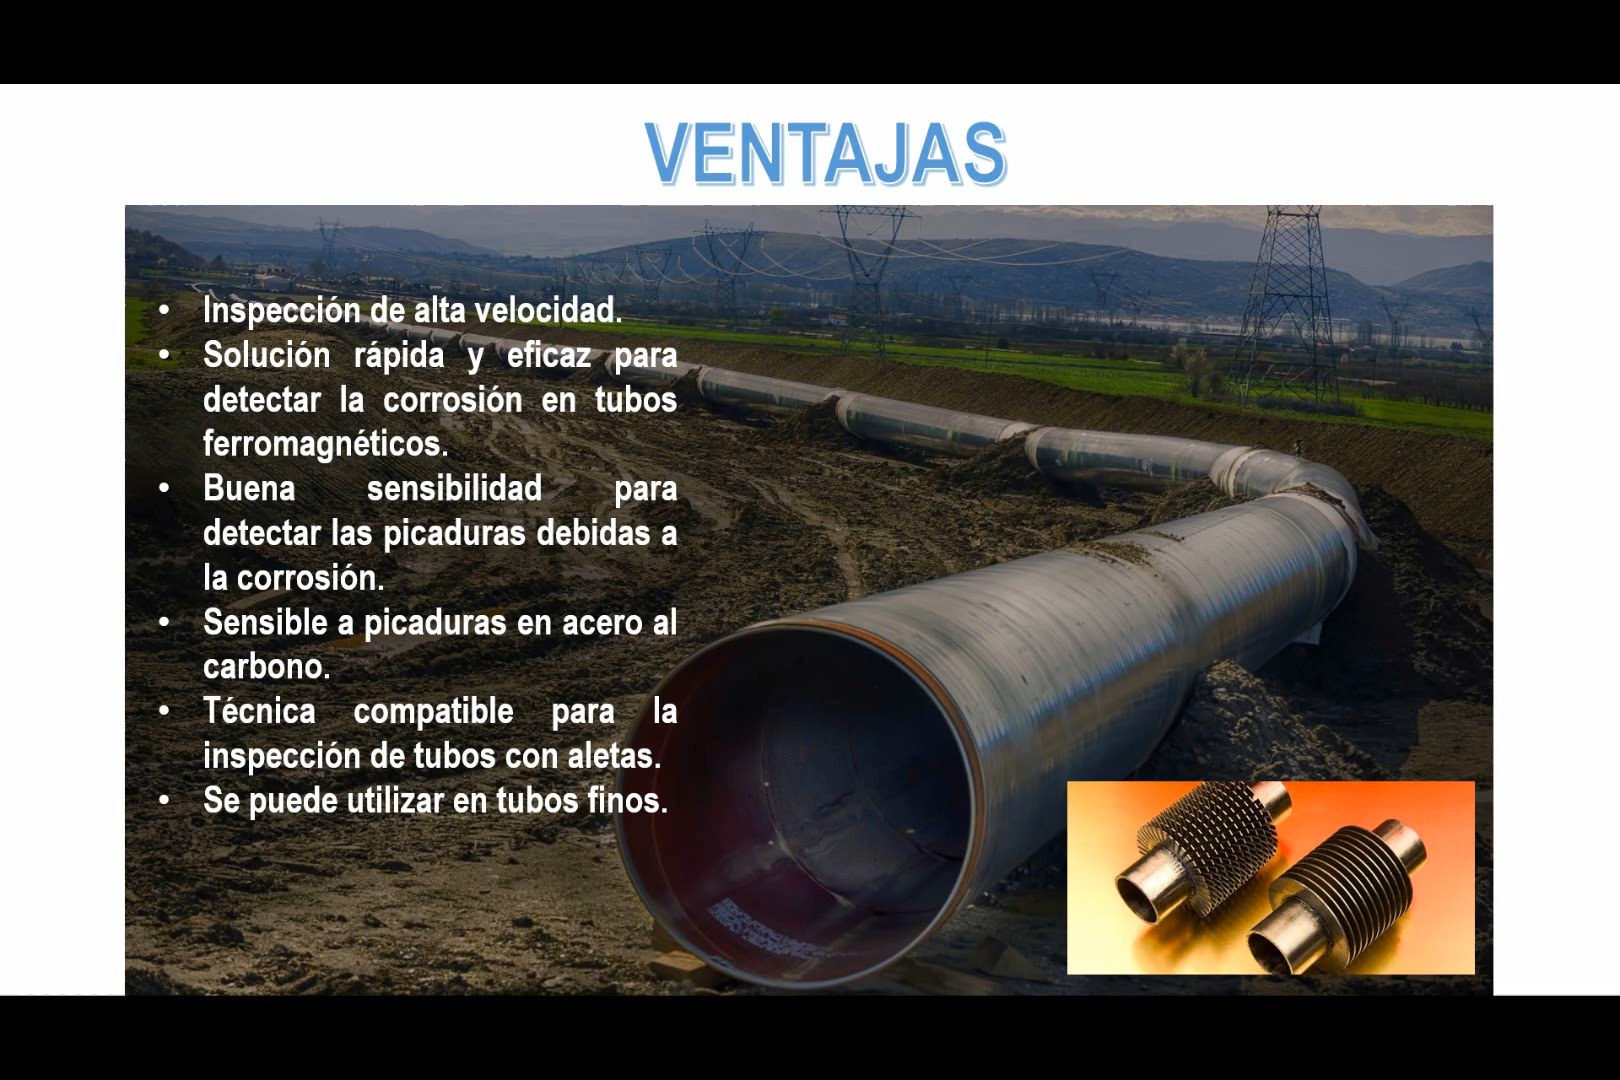 VENTAJAS
• Inspección de alta velocidad.
• Solución rápida y eficaz para
detectar la corrosión en tubos
ferromagnéticos.
• Buena sensibilidad para
detectar las picaduras debidas a
la corrosión.
• Sensible a picaduras en acero al
carbono.
• Técnica compatible para la
inspección de tubos con aletas.
• Se puede utilizar en tubos finos.